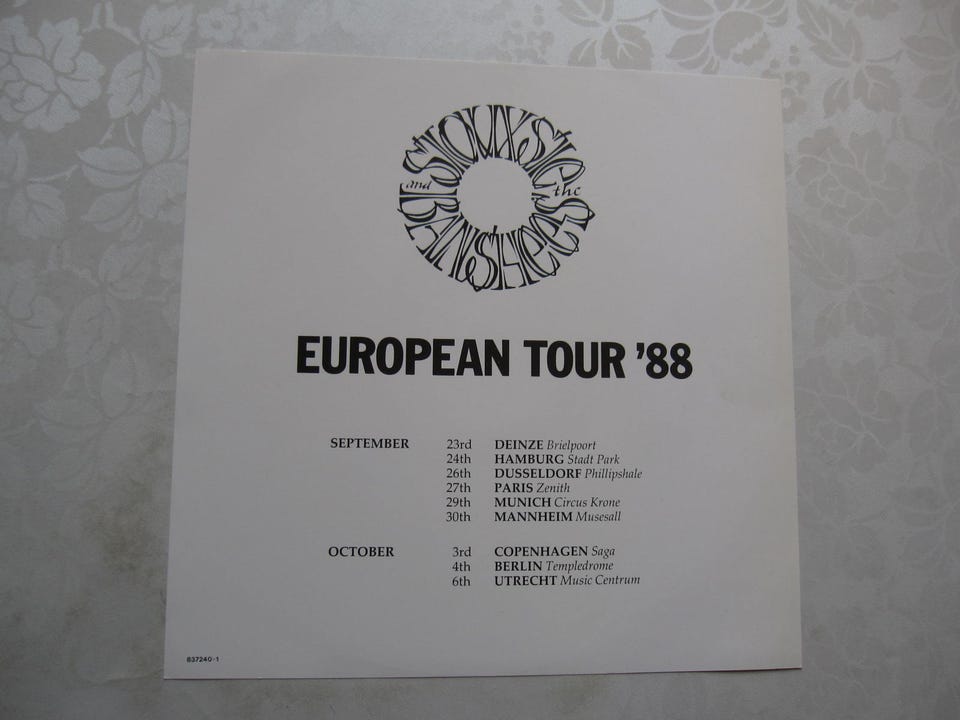 SIOUXSIE
and the
BANSHEES
EUROPEAN TOUR '88
SEPTEMBER 23rd DEINZE Brielpoort
24th HAMBURG Stadt Park
26th DUSSELDORF Phillipshale
27th PARIS Zenith
29th MUNICH Circus Krone
30th MANNHEIM Musesall
OCTOBER 3rd COPENHAGEN Saga
4th BERLIN Templedrome
6th UTRECHT Music Centrum
837240-1